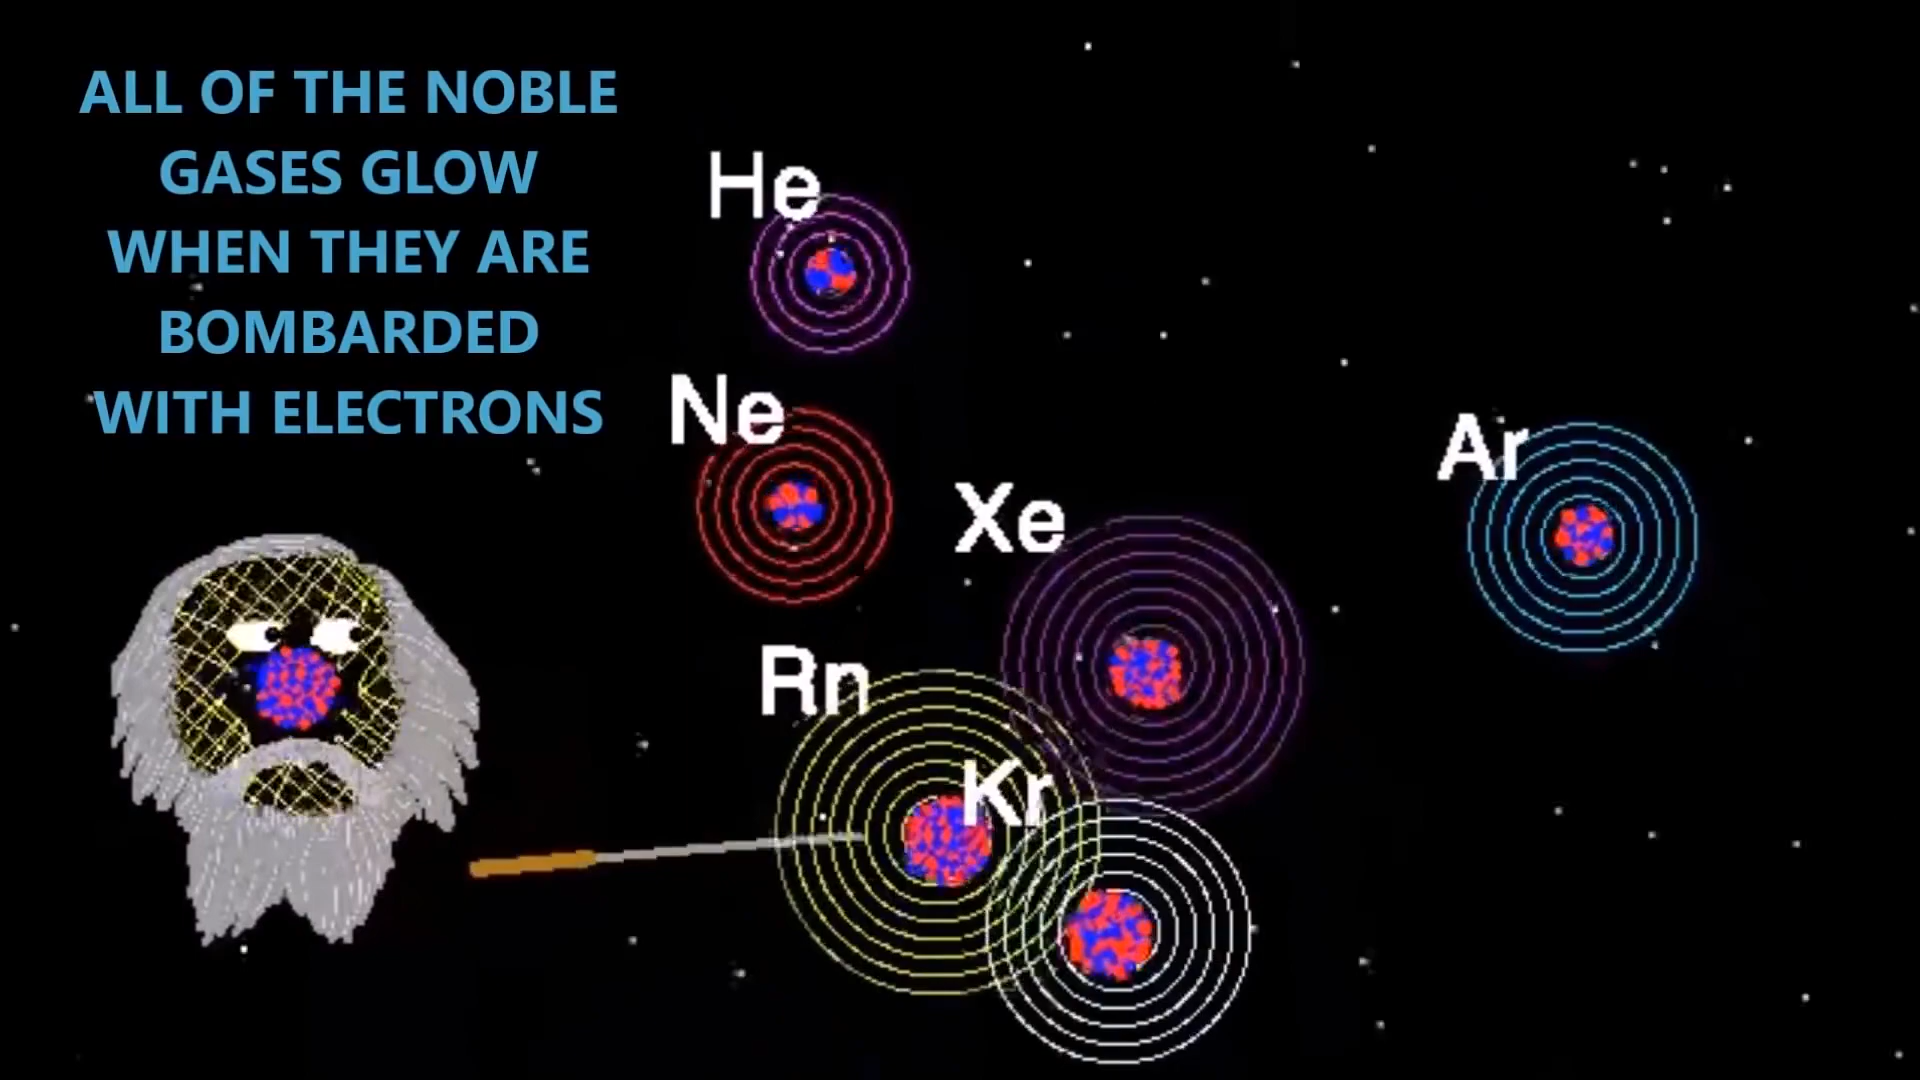 ALL OF THE NOBLE
GASES GLOW
WHEN THEY ARE
BOMBARDED
WITH ELECTRONS
He
Ne
Ar
Xe
Rn
Kr